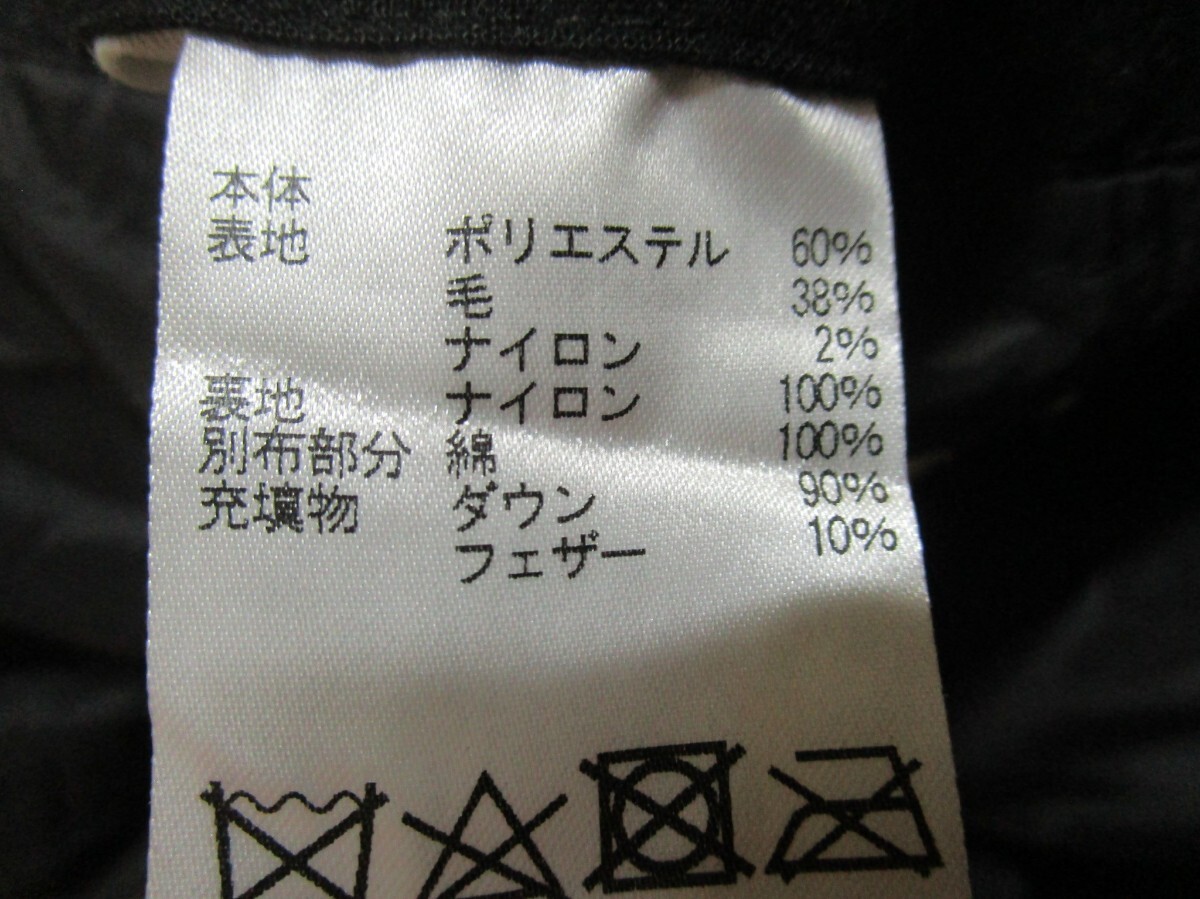 本体
表地 ポリエステル 60%
毛 38%
ナイロン 2%
裏地 ナイロン 100%
別布部分 綿 100%
充填物 ダウン 90%
フェザー 10%